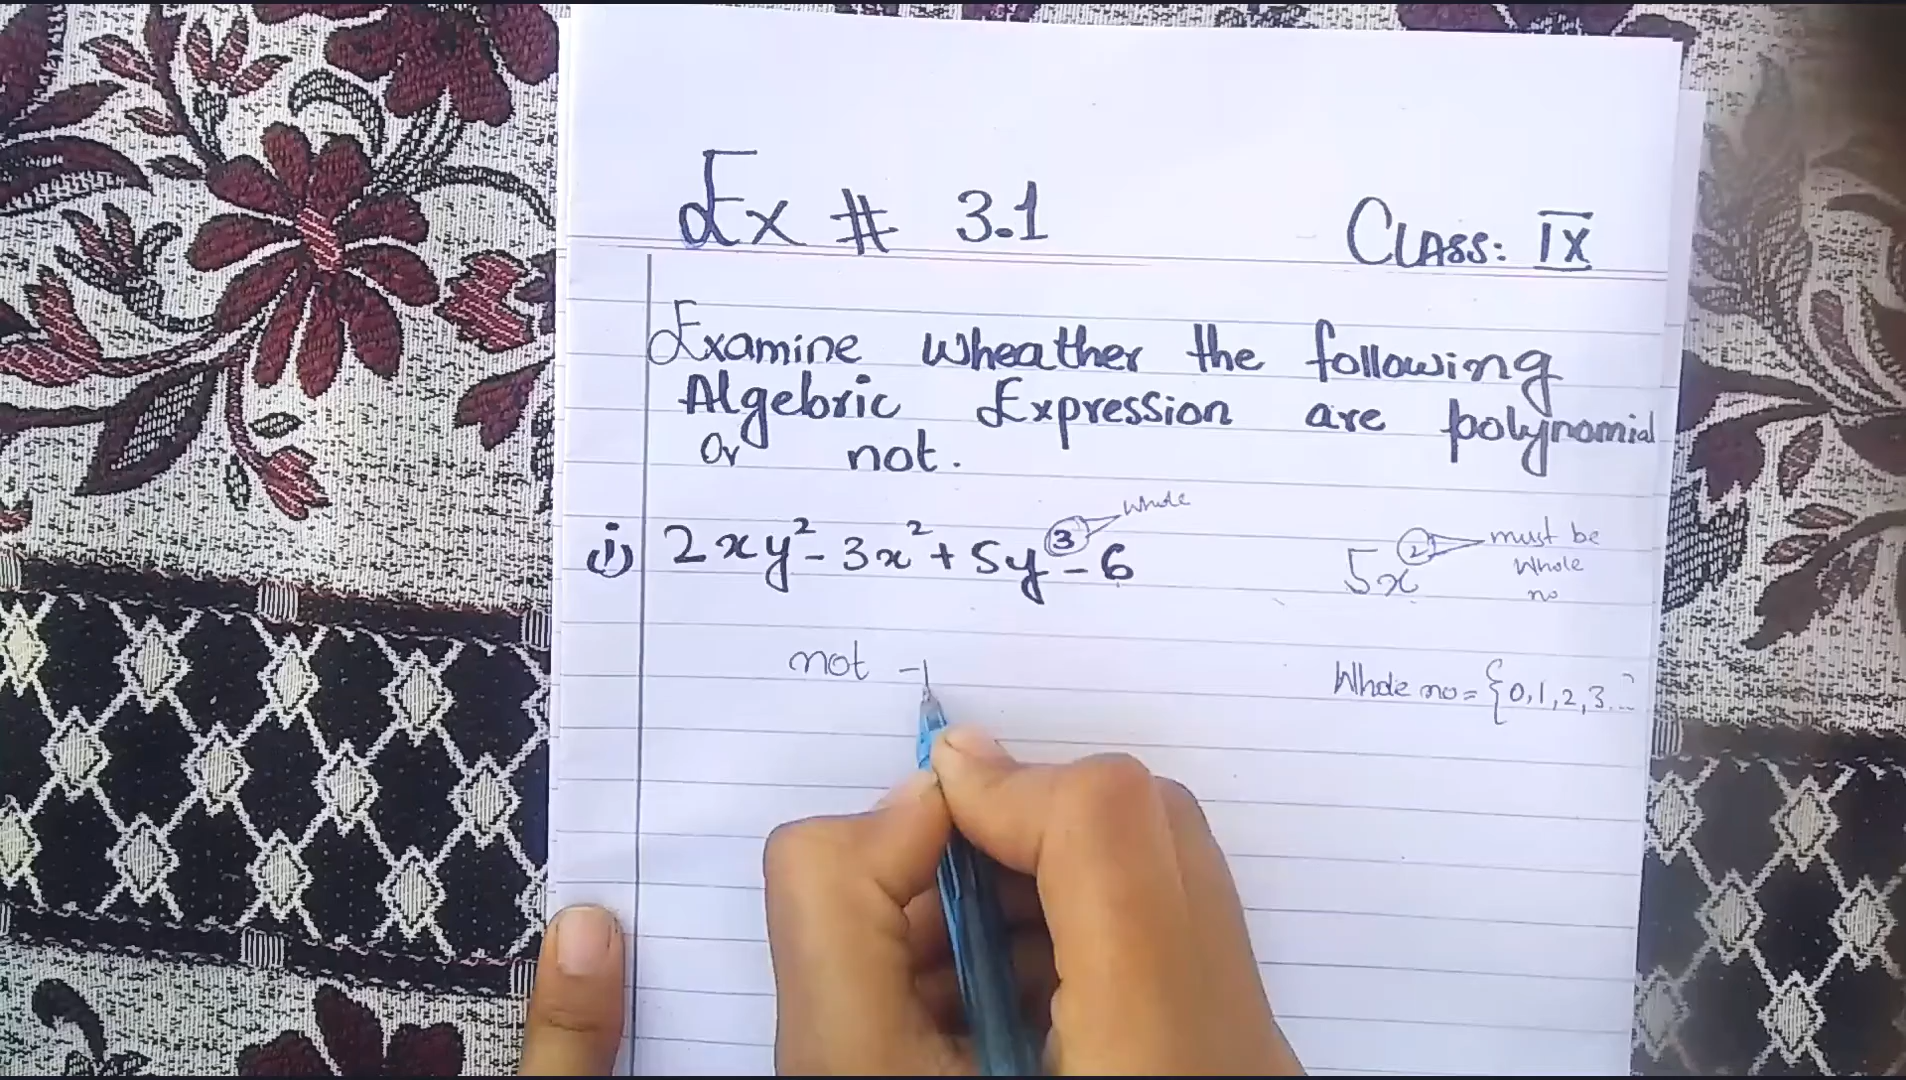 Ex # 3.1
CLASS: IX
Examine wheather the following
Algebric Expression are polynomial
Or not.
whole
i) 2xy² - 3x² + 5y³ - 6
5x²
must be
whole
no
not -1
Whole no = {0,1,2,3..}